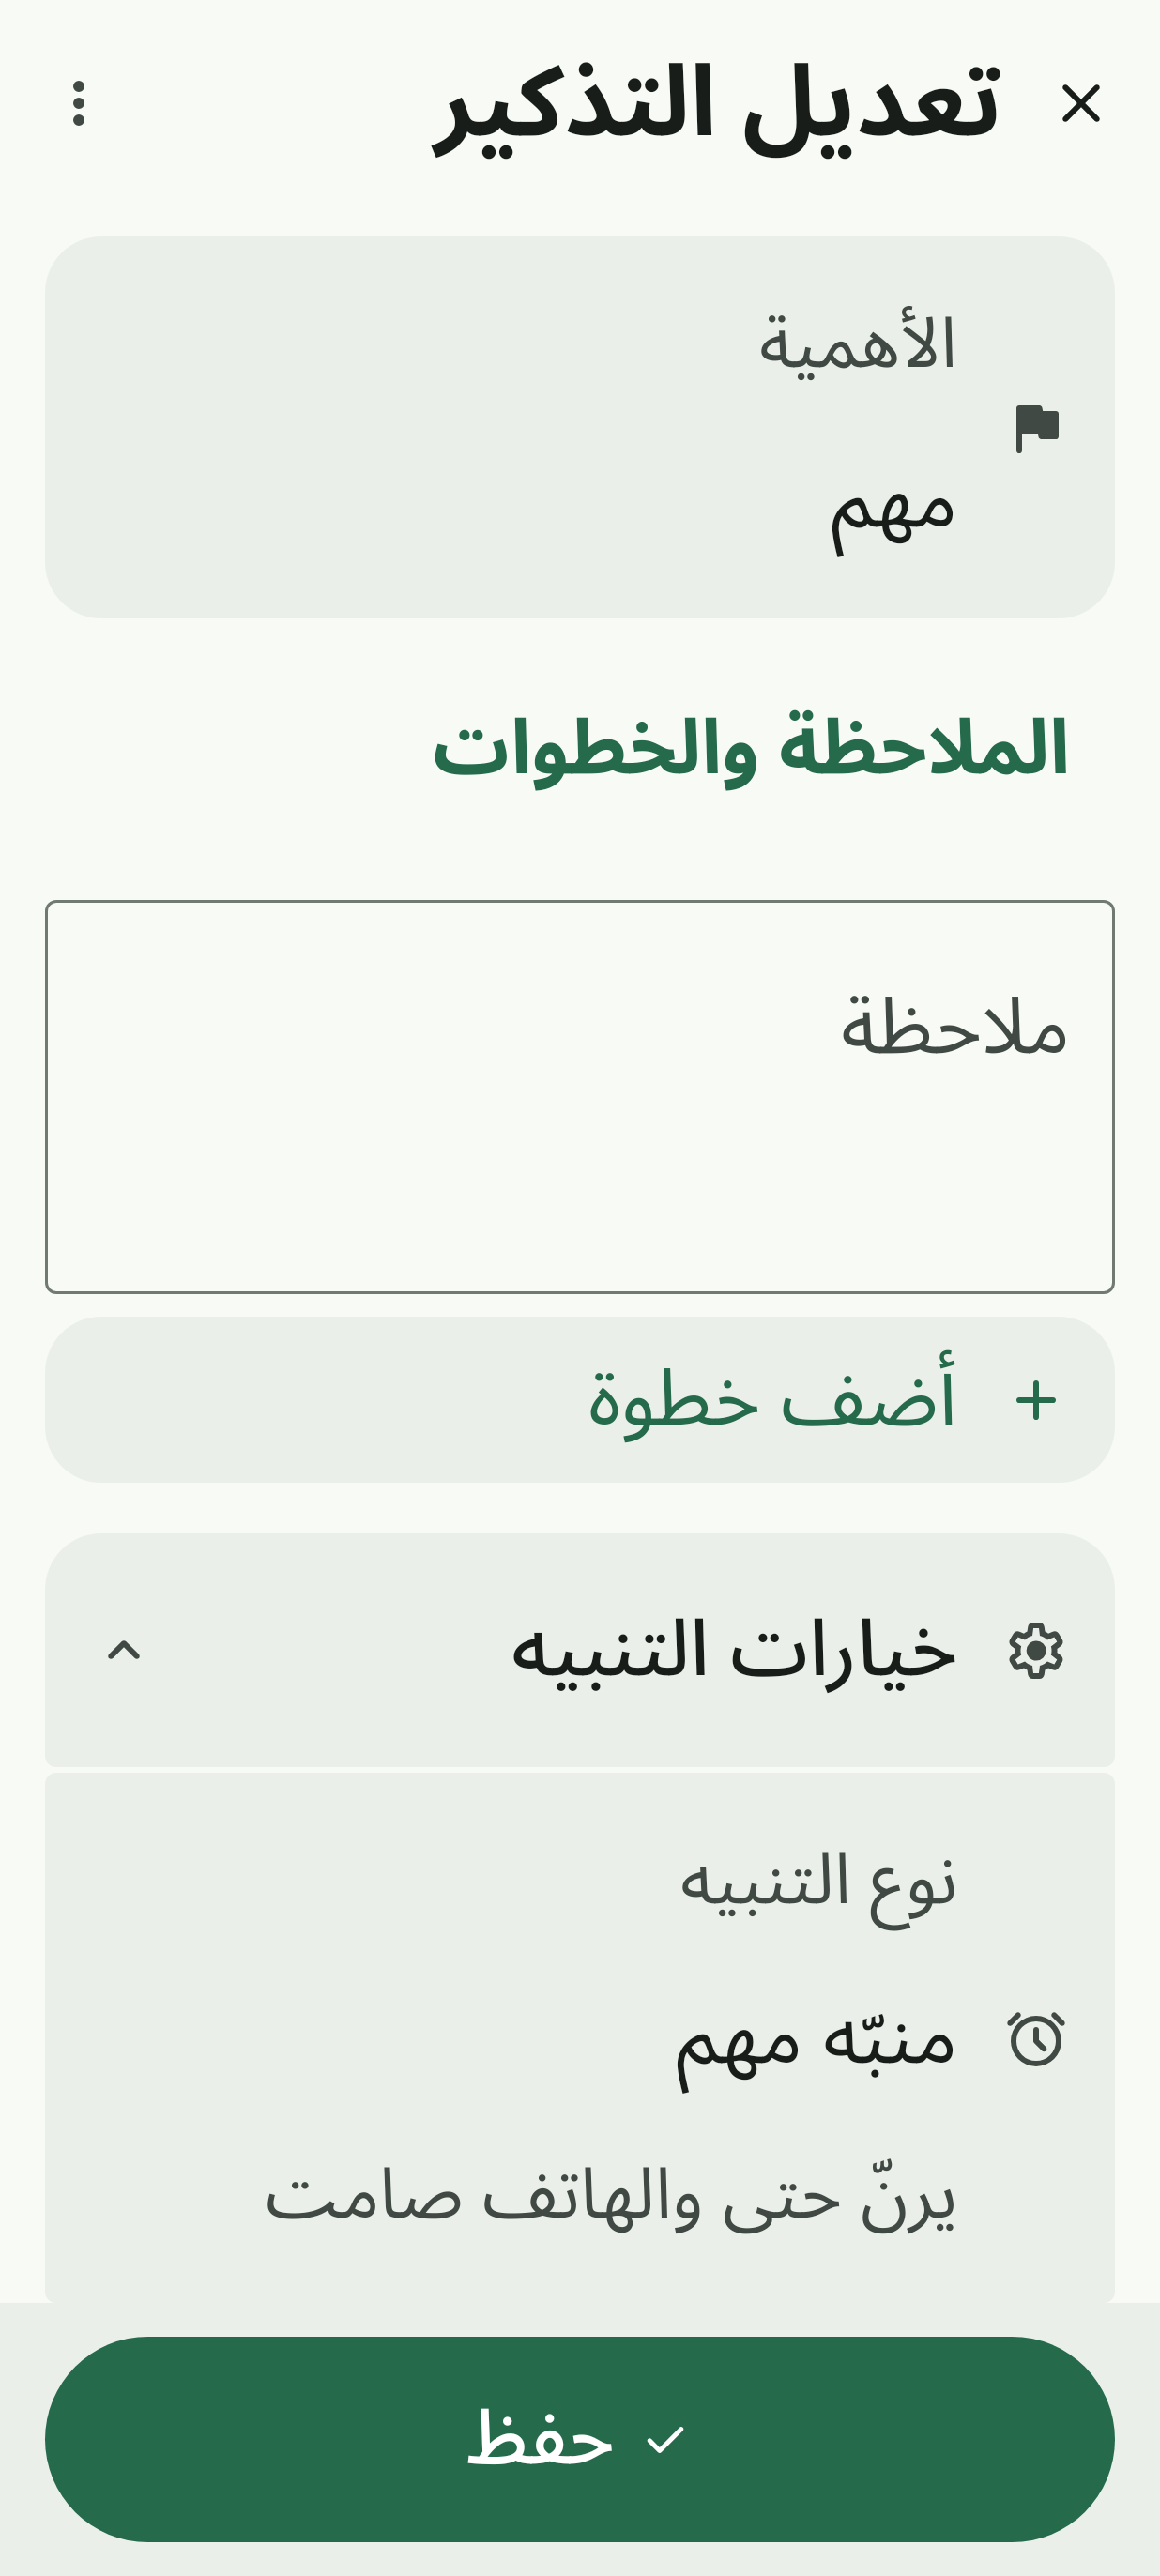 تعديل التذكير
الأهمية
مهم
الملاحظة والخطوات
ملاحظة
أضف خطوة
خيارات التنبيه
نوع التنبيه
منبّه مهم
يرنّ حتى والهاتف صامت
حفظ